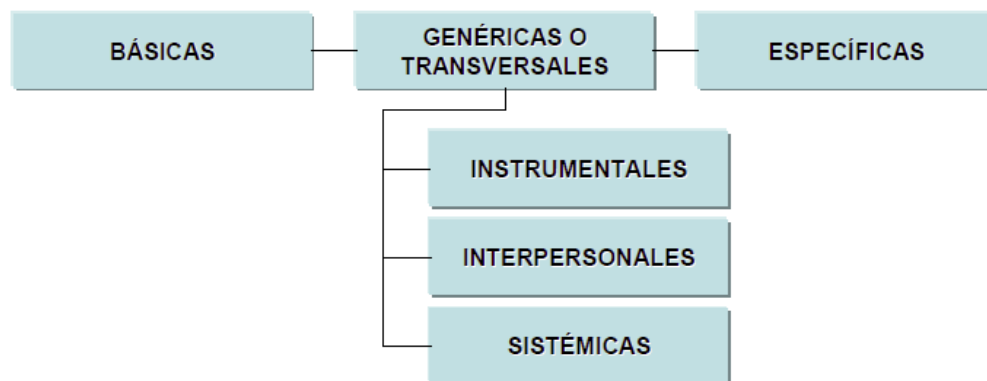 BÁSICAS
GENÉRICAS O
TRANSVERSALES
ESPECÍFICAS
INSTRUMENTALES
INTERPERSONALES
SISTÉMICAS